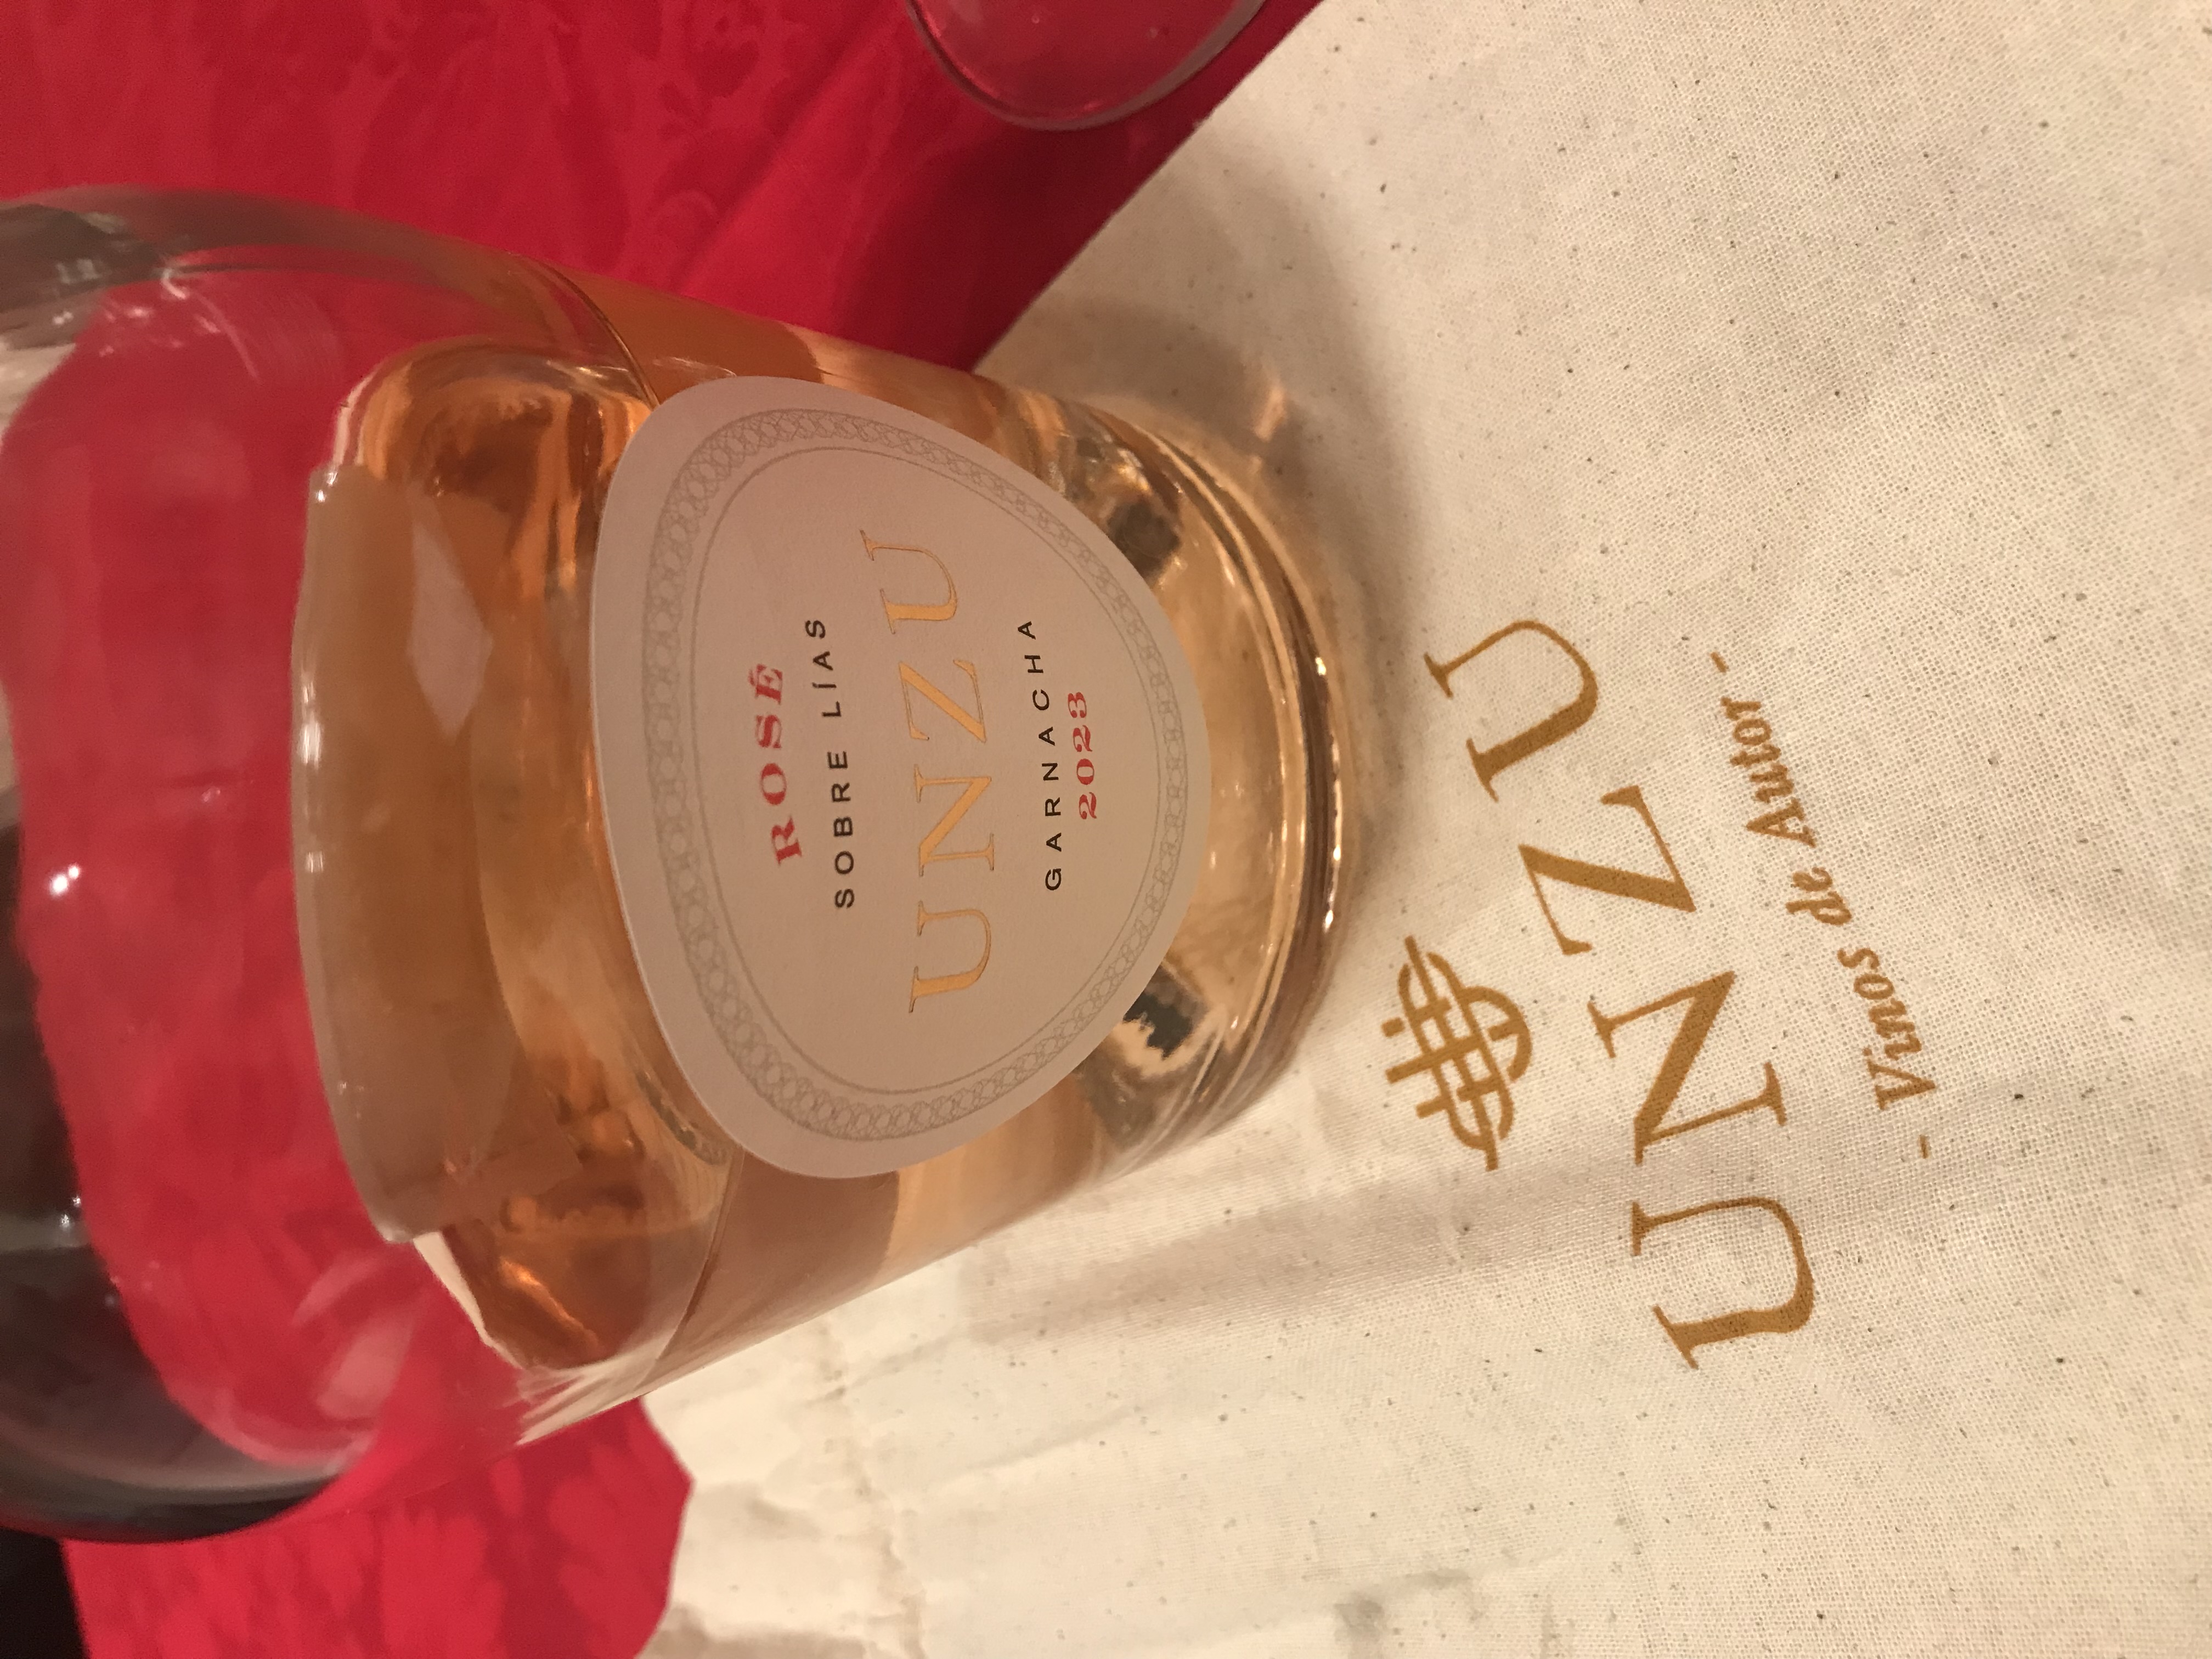 ROSÉ
SOBRE LÍAS
UNZU
GARNACHA
2023
UNZU
- Vinos de Autor -